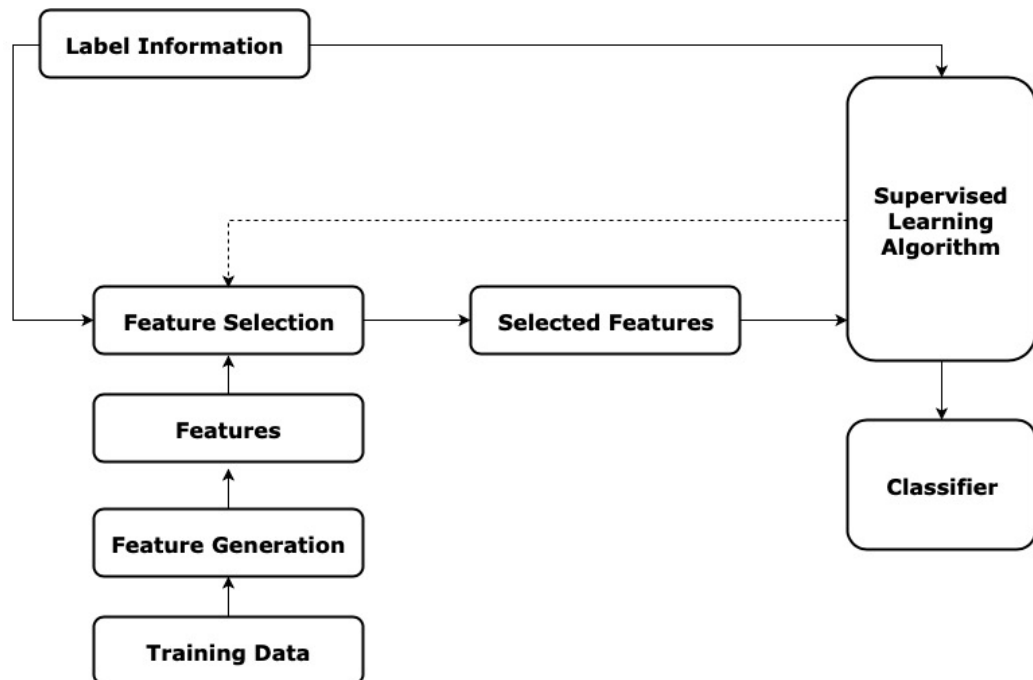 Label Information
Supervised
Learning
Algorithm
Feature Selection
Selected Features
Features
Classifier
Feature Generation
Training Data